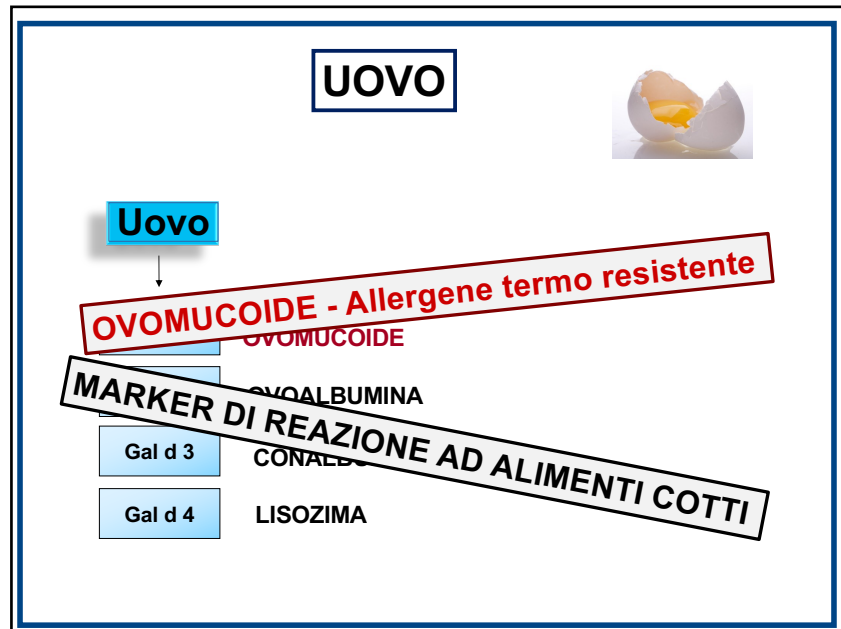 UOVO
Uovo
OVOMUCOIDE - Allergene termo resistente
OVOMUCOIDE
MARKER DI REAZIONE AD ALIMENTI COTTI
OVOALBUMINA
Gal d 3
Gal d 4 LISOZIMA